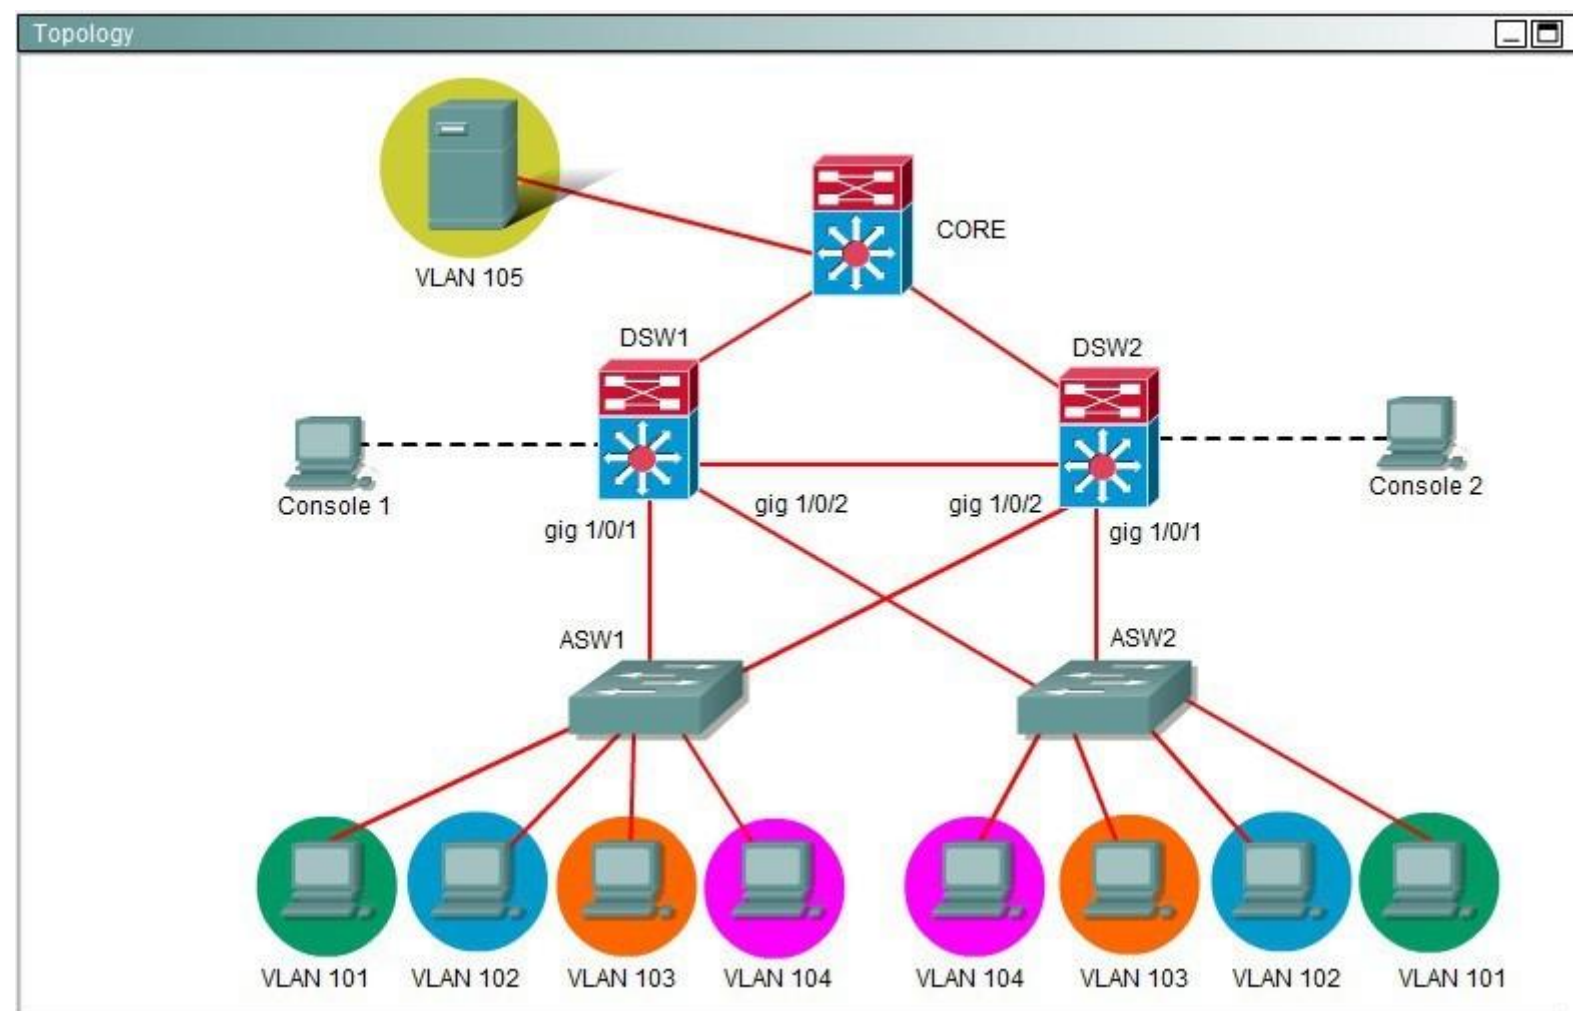 Topology
CORE
VLAN 105
DSW1
DSW2
Console 1
Console 2
gig 1/0/1
gig 1/0/2
gig 1/0/2
gig 1/0/1
ASW1
ASW2
VLAN 101
VLAN 102
VLAN 103
VLAN 104
VLAN 104
VLAN 103
VLAN 102
VLAN 101